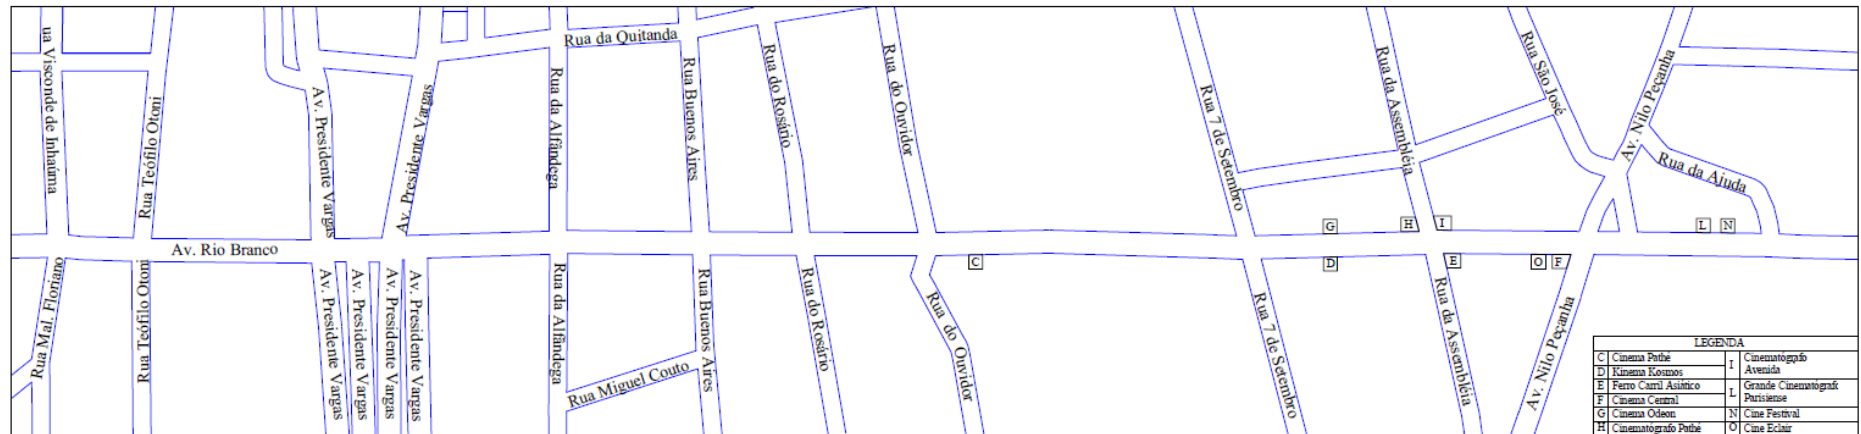 Rua da Quitanda
ua Visconde de Inhaúma
Rua Teófilo Otoni
Av. Presidente Vargas
Av. Presidente Vargas
Rua da Alfândega
Rua Buenos Aires
Rua do Rosário
Rua do Ouvidor
Rua 7 de Setembro
Rua da Assembléia
Rua São José
Av. Nilo Peçanha
Rua da Ajuda
G
H
I
L
N
Av. Rio Branco
C
D
E
O
F
Rua Mal. Floriano
Rua Teófilo Otoni
Av. Presidente Vargas
Av. Presidente Vargas
Av. Presidente Vargas
Av. Presidente Vargas
Rua da Alfândega
Rua Miguel Couto
Rua Buenos Aires
Rua do Rosário
Rua do Ouvidor
Rua 7 de Setembro
Rua da Assembléia
Av. Nilo Peçanha
LEGENDA
C Cinema Pathé
D Kinema Kosmos
E Ferro Carril Asiático
F Cinema Central
G Cinema Odeon
H Cinematógrafo Pathé
I Cinematógrafo
Avenida
L Grande Cinematógrafo
Parisiense
N Cine Festival
O Cine Eclair